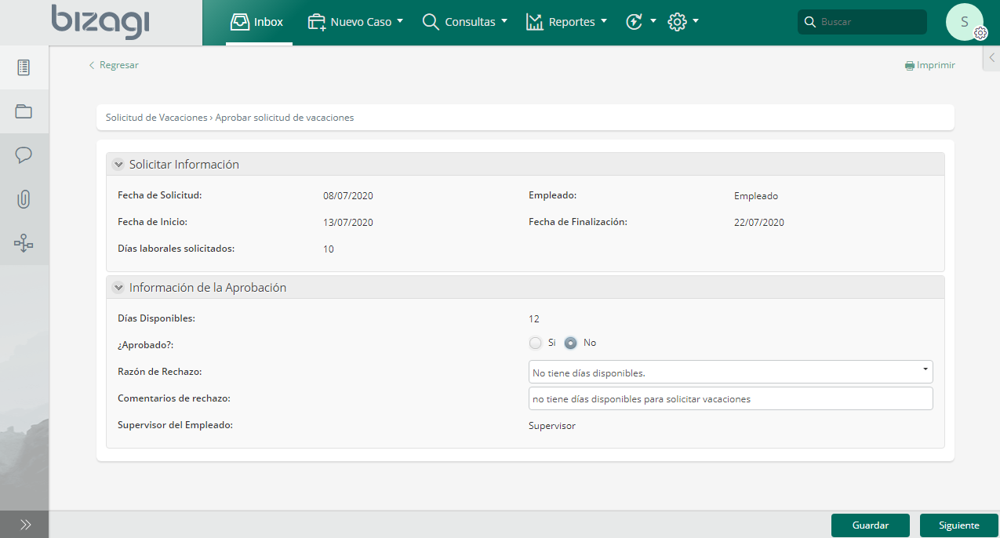 bizagi
Inbox
Nuevo Caso
Consultas
Reportes
Buscar
S
Regresar
Imprimir
Solicitud de Vacaciones › Aprobar solicitud de vacaciones
Solicitar Información
Fecha de Solicitud: 08/07/2020 Empleado: Empleado
Fecha de Inicio: 13/07/2020 Fecha de Finalización: 22/07/2020
Días laborales solicitados: 10
Información de la Aprobación
Días Disponibles: 12
¿Aprobado?: Si No
Razón de Rechazo: No tiene días disponibles.
Comentarios de rechazo: no tiene días disponibles para solicitar vacaciones
Supervisor del Empleado: Supervisor
Guardar
Siguiente